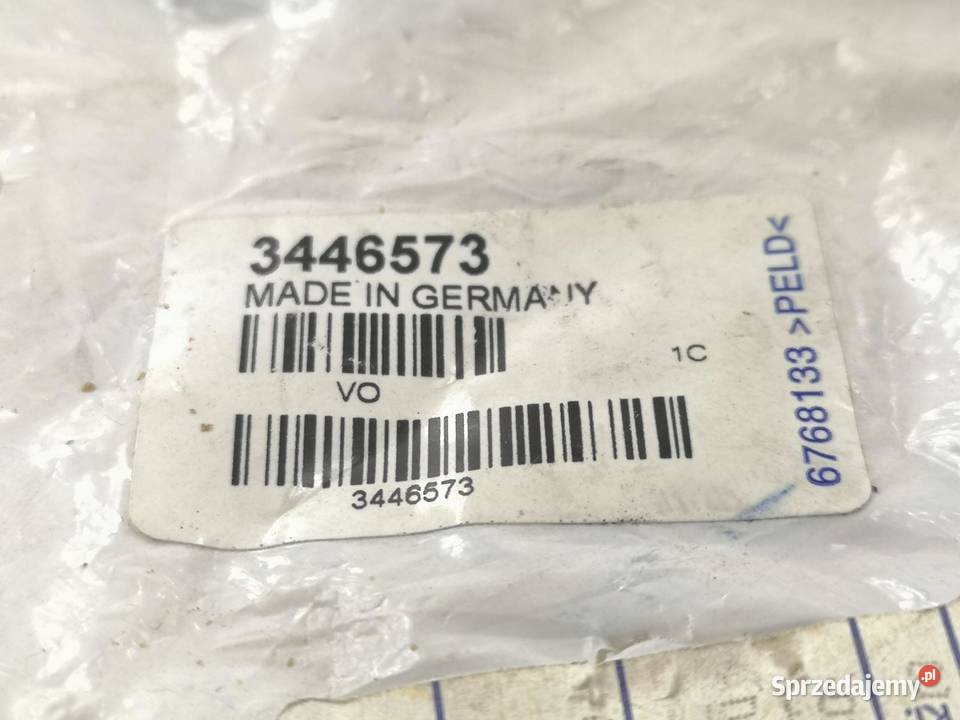 3446573
MADE IN GERMANY
1C
VO
3446573
6768133 >PELD<
Sprzedajemy.pl